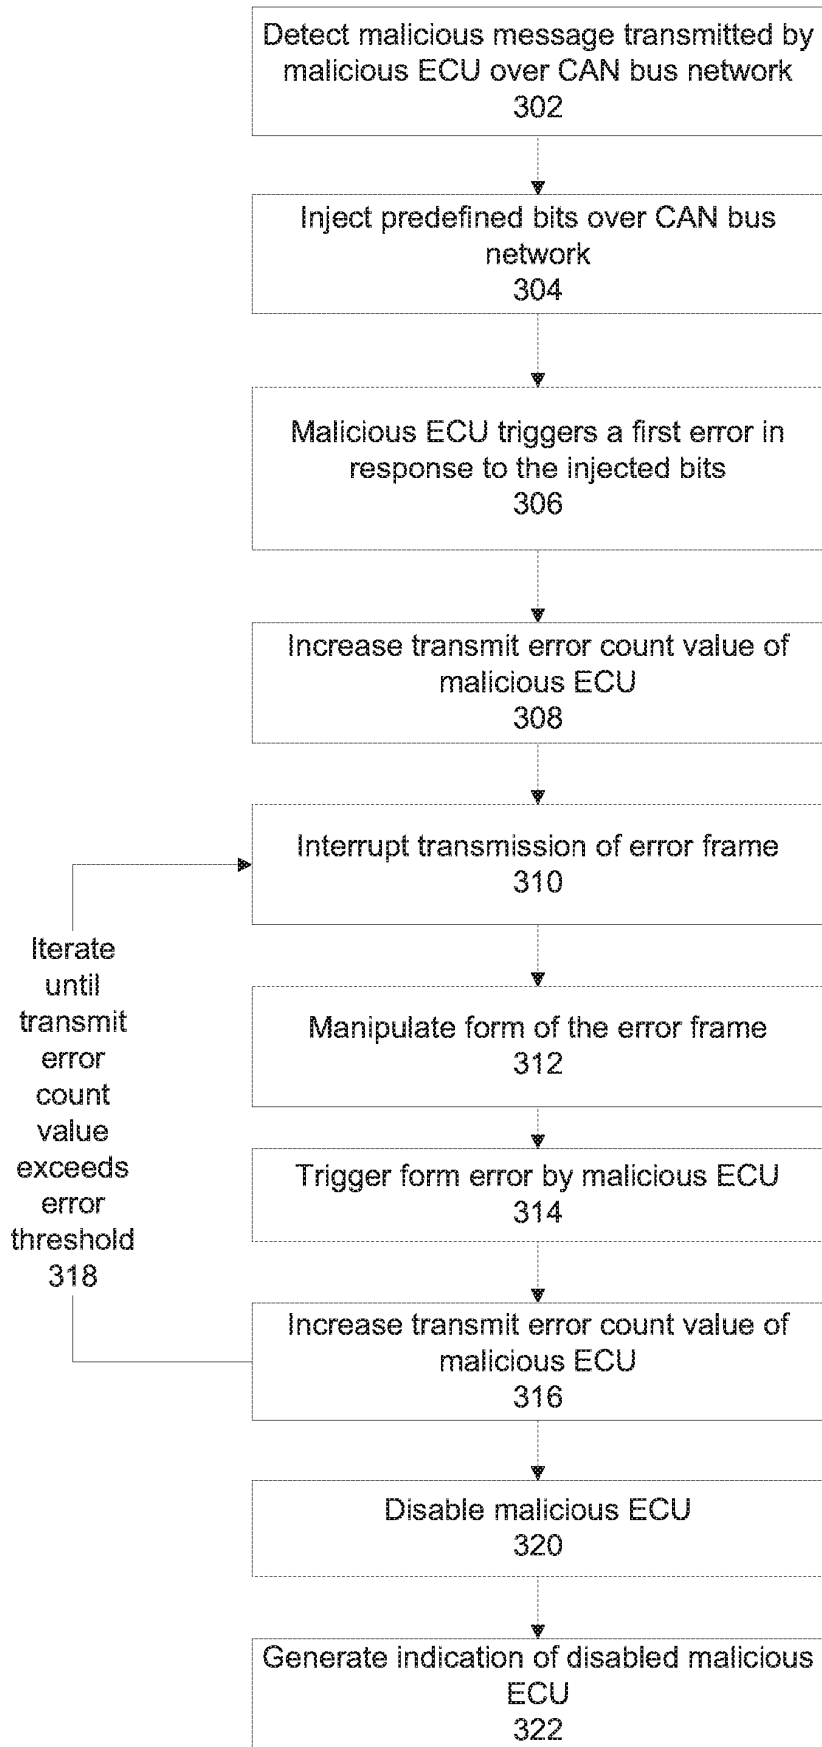 Detect malicious message transmitted by
malicious ECU over CAN bus network
302
Inject predefined bits over CAN bus
network
304
Malicious ECU triggers a first error in
response to the injected bits
306
Increase transmit error count value of
malicious ECU
308
Interrupt transmission of error frame
310
Manipulate form of the error frame
312
Trigger form error by malicious ECU
314
Increase transmit error count value of
malicious ECU
316
Iterate
until
transmit
error
count
value
exceeds
error
threshold
318
Disable malicious ECU
320
Generate indication of disabled malicious
ECU
322